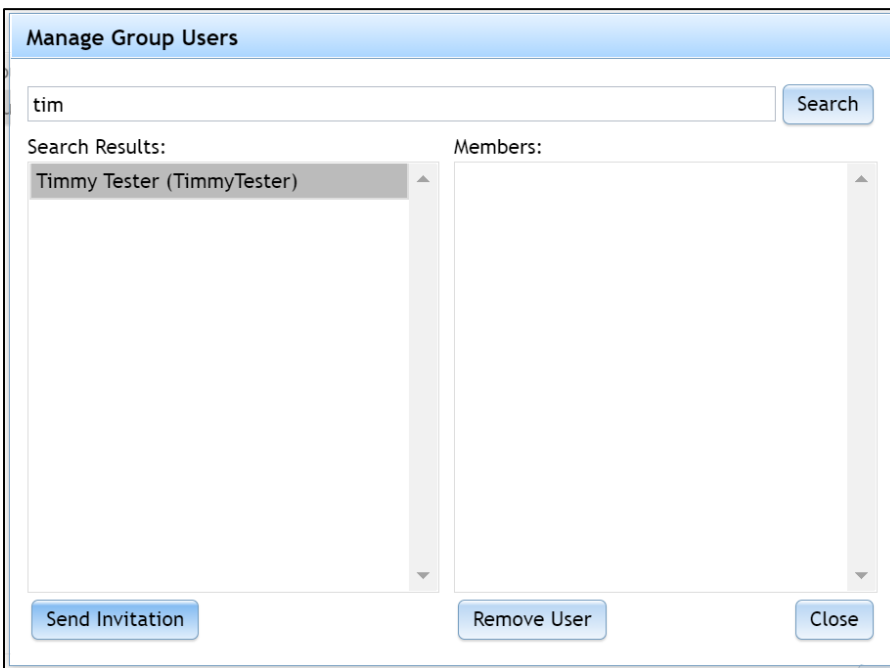 Manage Group Users
tim
Search
Search Results:
Members:
Timmy Tester (TimmyTester)
Send Invitation
Remove User
Close